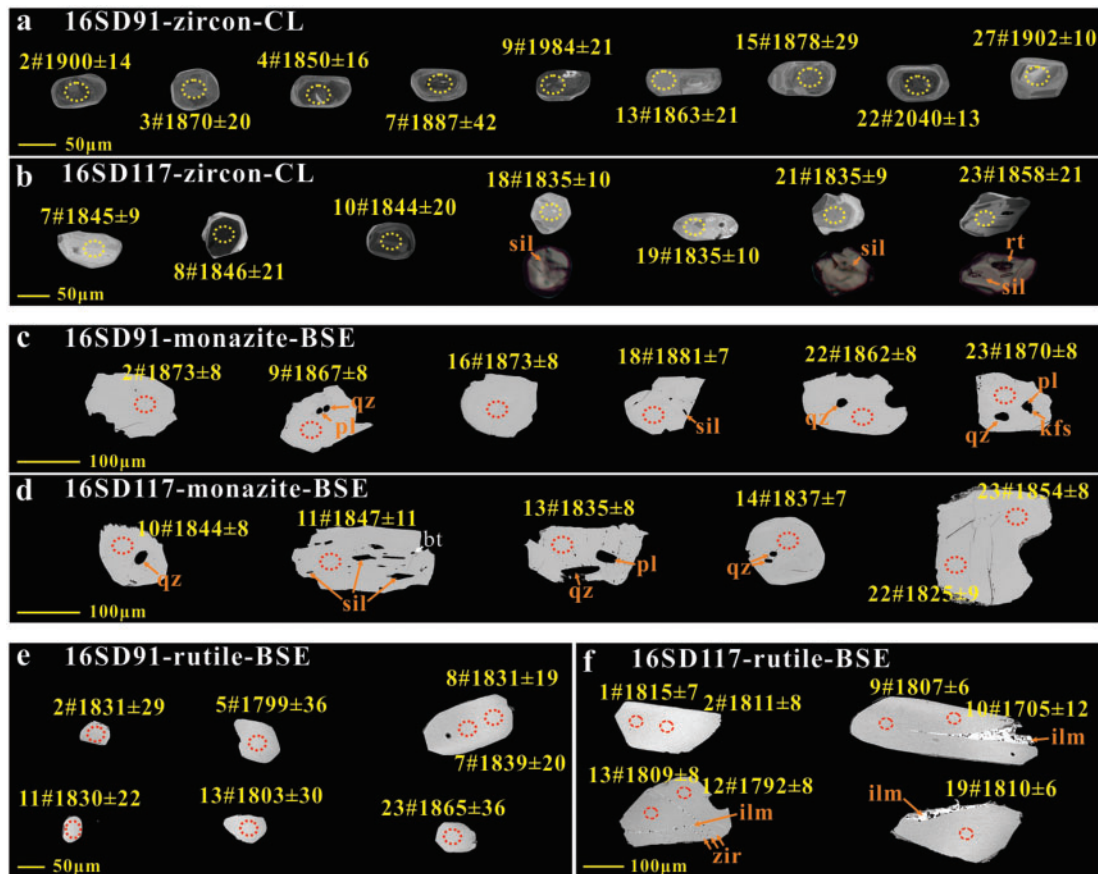 a 16SD91-zircon-CL
2#1900±14
4#1850±16
9#1984±21
15#1878±29
27#1902±10
3#1870±20
7#1887±42
13#1863±21
22#2040±13
50μm
b 16SD117-zircon-CL
18#1835±10
21#1835±9
23#1858±21
7#1845±9
10#1844±20
8#1846±21
19#1835±10
sil
sil
rt
sil
50μm
c 16SD91-monazite-BSE
2#1873±8
9#1867±8
16#1873±8
18#1881±7
22#1862±8
23#1870±8
qz
pl
sil
qz
pl
qz
kfs
100μm
d 16SD117-monazite-BSE
10#1844±8
11#1847±11
13#1835±8
14#1837±7
23#1854±8
bt
qz
sil
pl
qz
qz
22#1825±9
100μm
e 16SD91-rutile-BSE
2#1831±29
5#1799±36
8#1831±19
7#1839±20
11#1830±22
13#1803±30
23#1865±36
50μm
f 16SD117-rutile-BSE
1#1815±7
2#1811±8
9#1807±6
10#1705±12
ilm
13#1809±8
12#1792±8
19#1810±6
ilm
ilm
zir
100μm